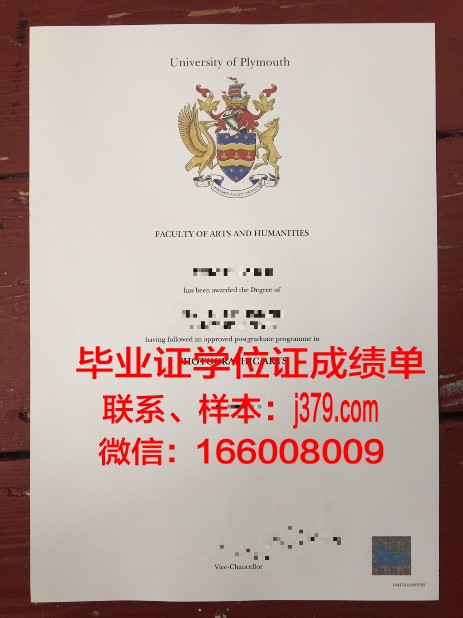 University of Plymouth
FACULTY OF ARTS AND HUMANITIES
has been awarded the Degree of
having followed an approved postgraduate programme in
PHOTOGRAPHIC ARTS
毕业证学位证成绩单
联系、样本：j379.com
微信：166008009
Vice-Chancellor